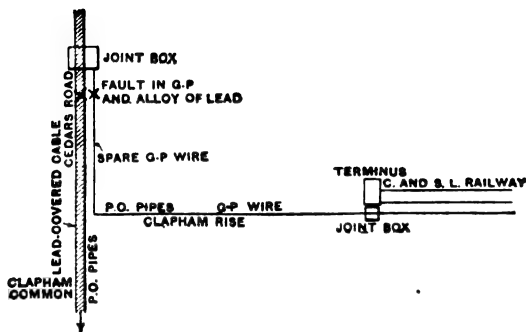 JOINT BOX
FAULT IN G-P
AND ALLOY OF LEAD
CEDARS ROAD
LEAD-COVERED CABLE
SPARE G-P WIRE
TERMINUS
C. AND S. L. RAILWAY
P.O. PIPES G-P WIRE
CLAPHAM RISE
JOINT BOX
P.O. PIPES
CLAPHAM
COMMON